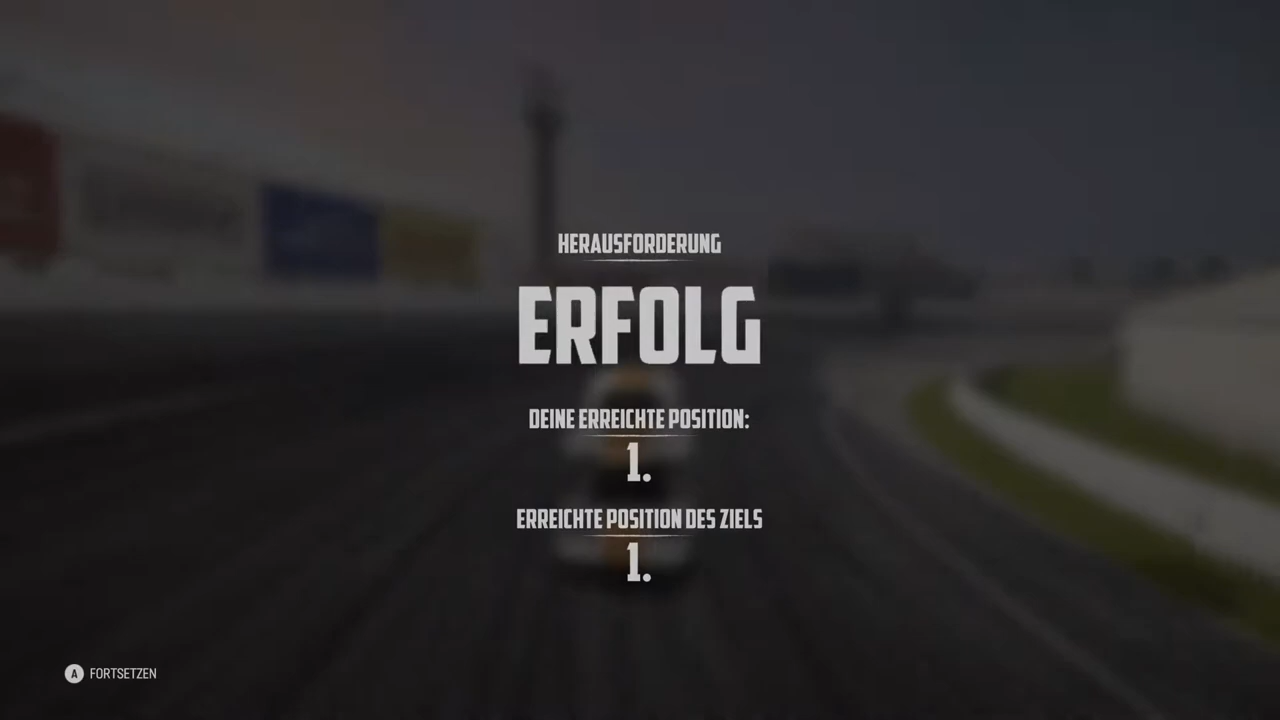 HERAUSFORDERUNG
ERFOLG
DEINE ERREICHTE POSITION:
1.
ERREICHTE POSITION DES ZIELS
1.
A FORTSETZEN